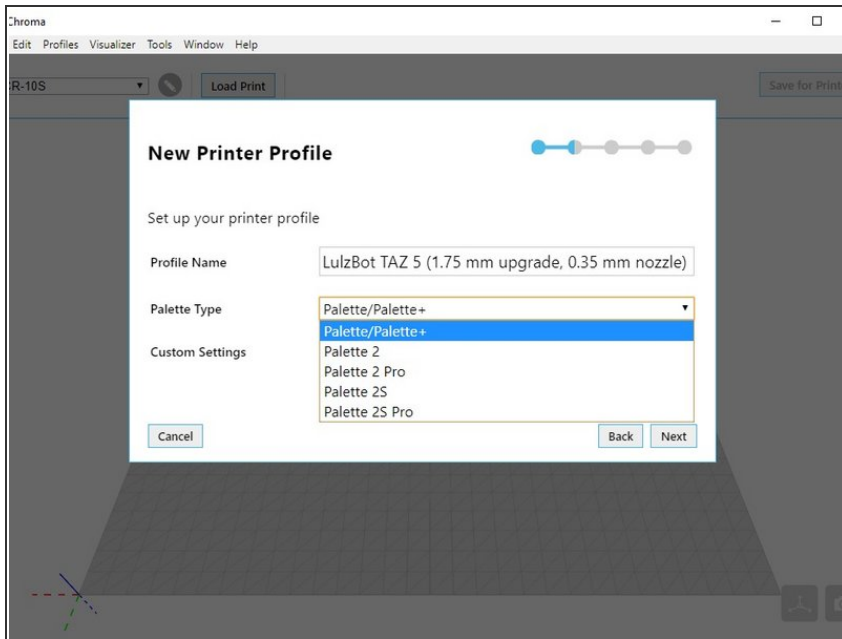 Chroma
Edit Profiles Visualizer Tools Window Help
CR-10S
Load Print
Save for Print
New Printer Profile
Set up your printer profile
Profile Name
LulzBot TAZ 5 (1.75 mm upgrade, 0.35 mm nozzle)
Palette Type
Palette/Palette+
Palette/Palette+
Custom Settings
Palette 2
Palette 2 Pro
Palette 2S
Palette 2S Pro
Cancel
Back
Next